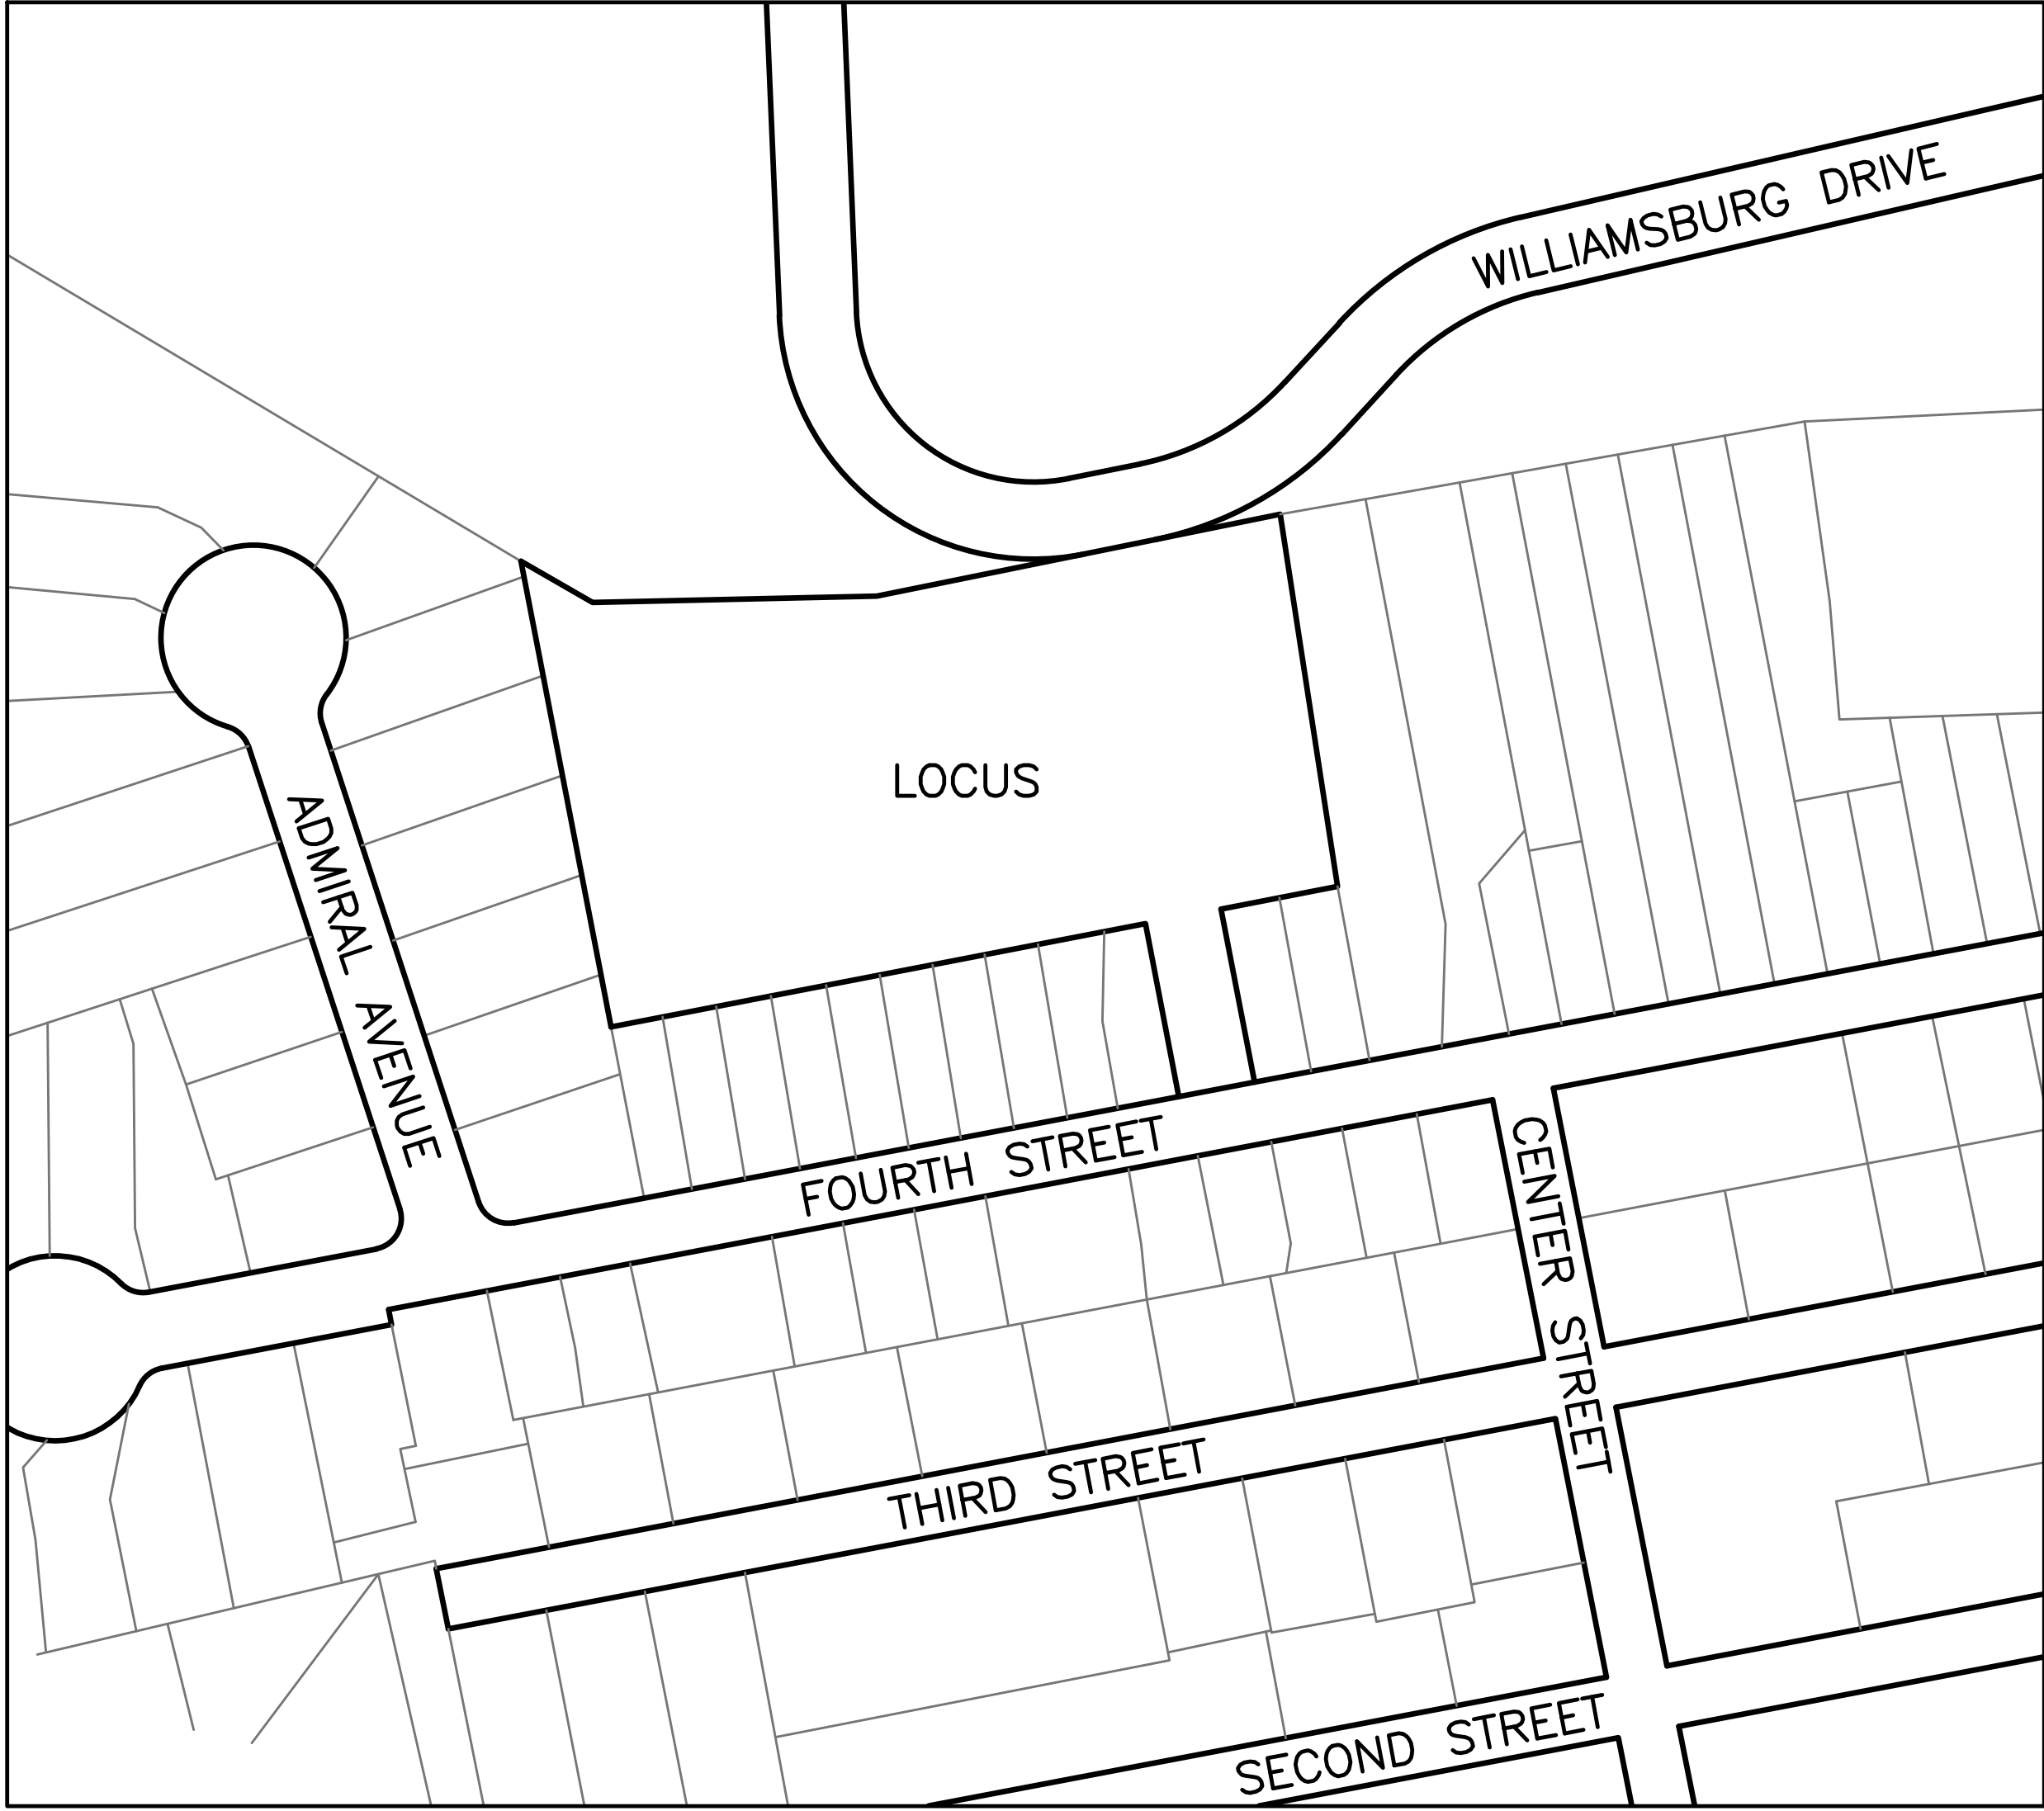 WILLIAMSBURG DRIVE
LOCUS
ADMIRAL AVENUE
FOURTH STREET
CENTER STREET
THIRD STREET
SECOND STREET